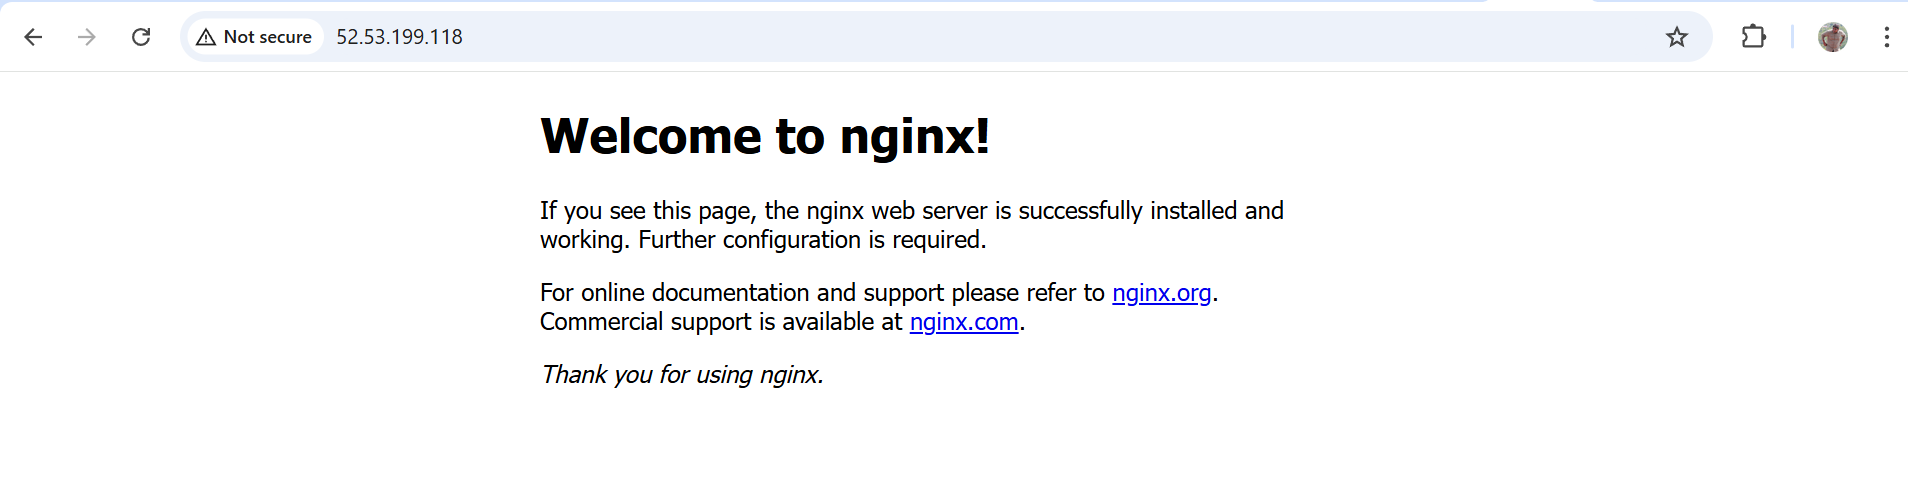 Not secure 52.53.199.118
Welcome to nginx!
If you see this page, the nginx web server is successfully installed and
working. Further configuration is required.
For online documentation and support please refer to nginx.org.
Commercial support is available at nginx.com.
Thank you for using nginx.